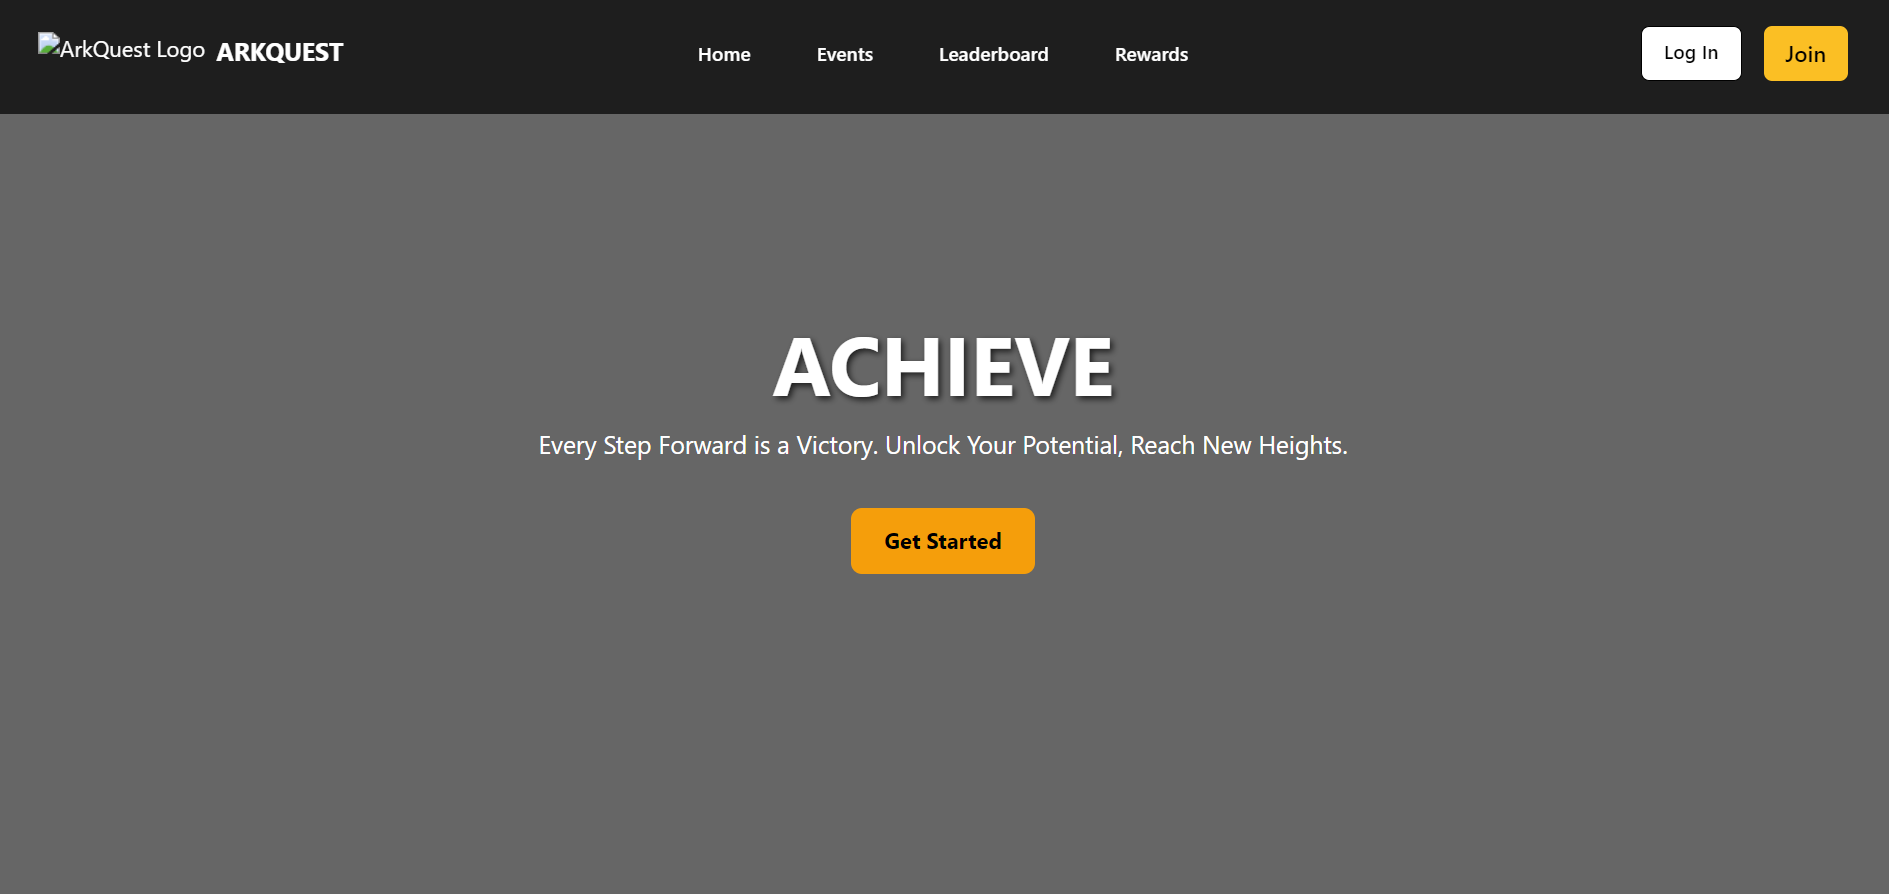 ArkQuest Logo ARKQUEST Home Events Leaderboard Rewards Log In Join
ACHIEVE
Every Step Forward is a Victory. Unlock Your Potential, Reach New Heights.
Get Started